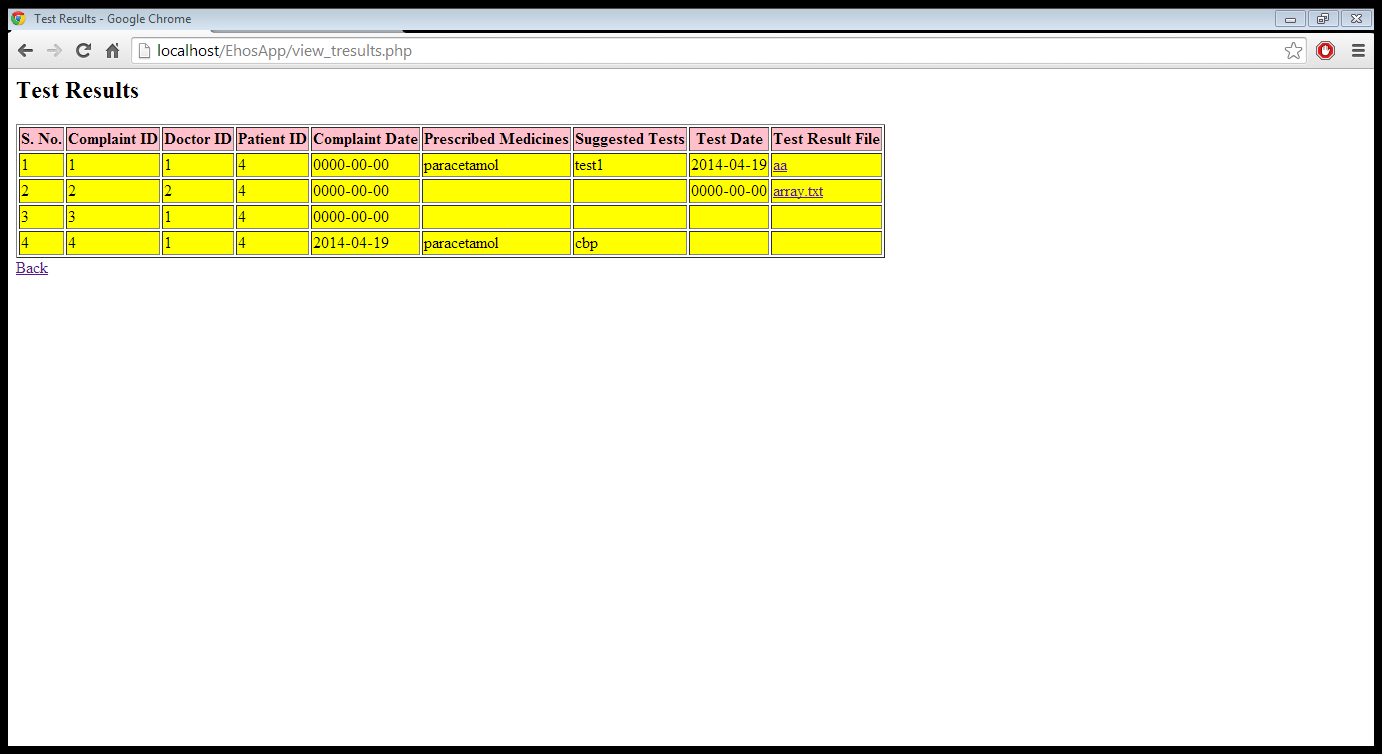 Test Results - Google Chrome
localhost/EhosApp/view_tresults.php
Test Results
S. No. Complaint ID Doctor ID Patient ID Complaint Date Prescribed Medicines Suggested Tests Test Date Test Result File
1 1 1 4 0000-00-00 paracetamol test1 2014-04-19 aa
2 2 2 4 0000-00-00 0000-00-00 array.txt
3 3 1 4 0000-00-00
4 4 1 4 2014-04-19 paracetamol cbp
Back